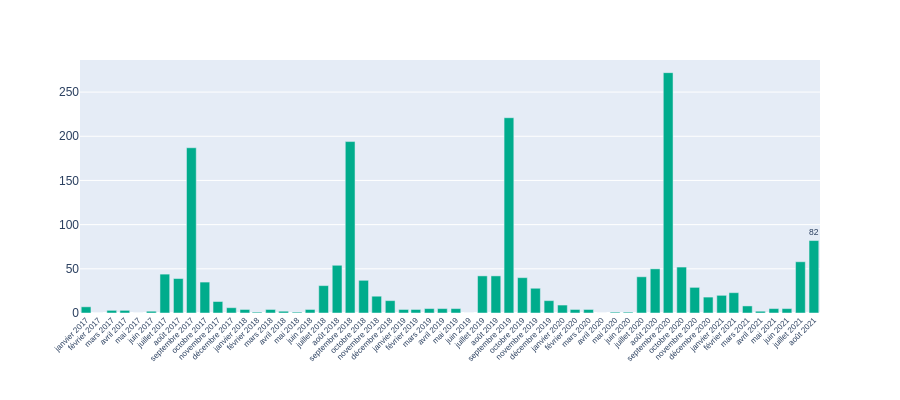 250
200
150
100
50
0
82
janvier 2017
février 2017
mars 2017
avril 2017
mai 2017
juin 2017
juillet 2017
août 2017
septembre 2017
octobre 2017
novembre 2017
décembre 2017
janvier 2018
février 2018
mars 2018
avril 2018
mai 2018
juin 2018
juillet 2018
août 2018
septembre 2018
octobre 2018
novembre 2018
décembre 2018
janvier 2019
février 2019
mars 2019
avril 2019
mai 2019
juin 2019
juillet 2019
août 2019
septembre 2019
octobre 2019
novembre 2019
décembre 2019
janvier 2020
février 2020
mars 2020
avril 2020
mai 2020
juin 2020
juillet 2020
août 2020
septembre 2020
octobre 2020
novembre 2020
décembre 2020
janvier 2021
février 2021
mars 2021
avril 2021
mai 2021
juin 2021
juillet 2021
août 2021